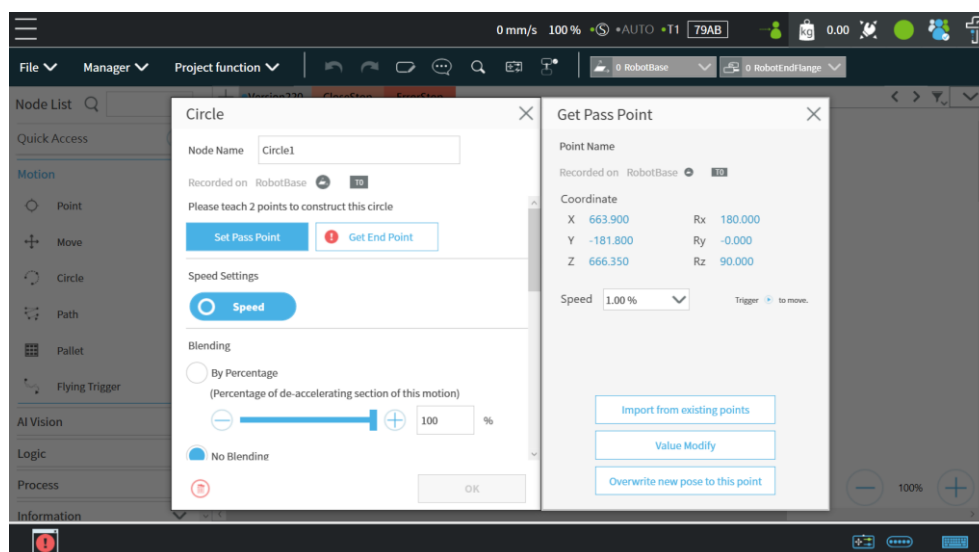 0 mm/s 100% S AUTO T1 79AB kg 0.00
File Manager Project function 0 RobotBase 0 RobotEndFlange
Node List
Version220 CloseStop ErrorStop
Quick Access
Motion
Point
Move
Circle
Path
Pallet
Flying Trigger
AI Vision
Logic
Process
Information
Circle
Node Name Circle1
Recorded on RobotBase T0
Please teach 2 points to construct this circle
Set Pass Point Get End Point
Speed Settings
Speed
Blending
By Percentage
(Percentage of de-accelerating section of this motion)
100 %
No Blending
OK
Get Pass Point
Point Name
Recorded on RobotBase T0
Coordinate
X 663.900 Rx 180.000
Y -181.800 Ry -0.000
Z 666.350 Rz 90.000
Speed 1.00 % Trigger to move.
Import from existing points
Value Modify
Overwrite new pose to this point
100%